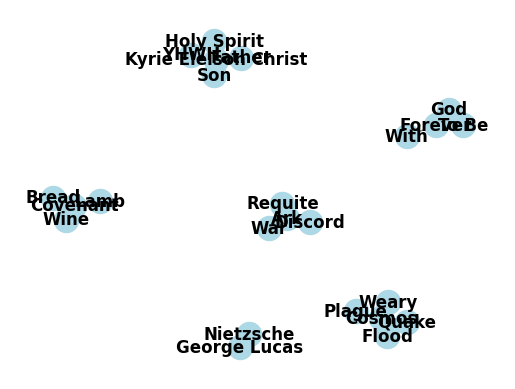 Holy Spirit
YHWH Father
Kyrie Eleison Christ
Son
God
Forever To Be
With
Bread Lamb
Covenant
Wine
Requite
Ark Discord
War
Weary
Plague Cosmos Quake
Flood
Nietzsche
George Lucas